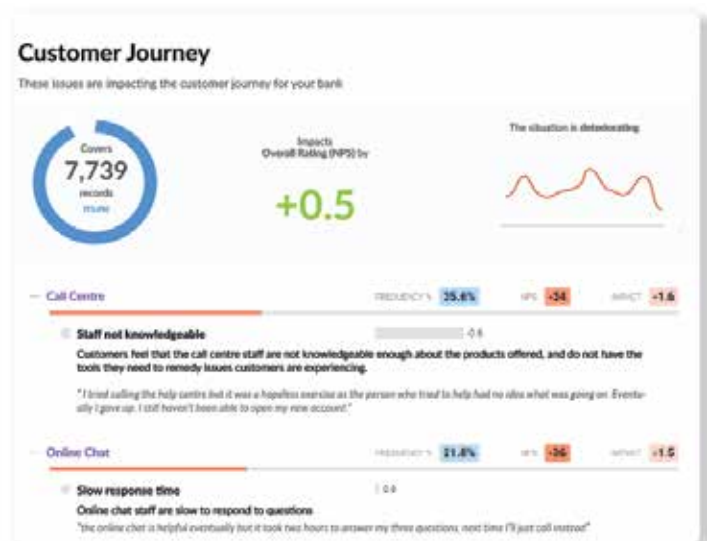 Customer Journey
These issues are impacting the customer journey for your bank
Covers
7,739
records
Impacts
Overall Rating (NPS) by
+0.5
The situation is deteriorating
Call Centre
FREQUENCY % 35.6% NPS -34 IMPACT -1.6
Staff not knowledgeable
Customers feel that the call centre staff are not knowledgeable enough about the products offered, and do not have the
tools they need to remedy issues customers are experiencing.
"I tried calling the help centre but it was a hopeless exercise as the person who tried to help had no idea what was going on. Eventu-
ally I gave up. I still haven't been able to open my new account."
Online Chat
FREQUENCY % 21.8% NPS -36 IMPACT -1.5
Slow response time
Online chat staff are slow to respond to questions
"the online chat is helpful eventually but it took two hours to answer my three questions, next time I'll just call instead"